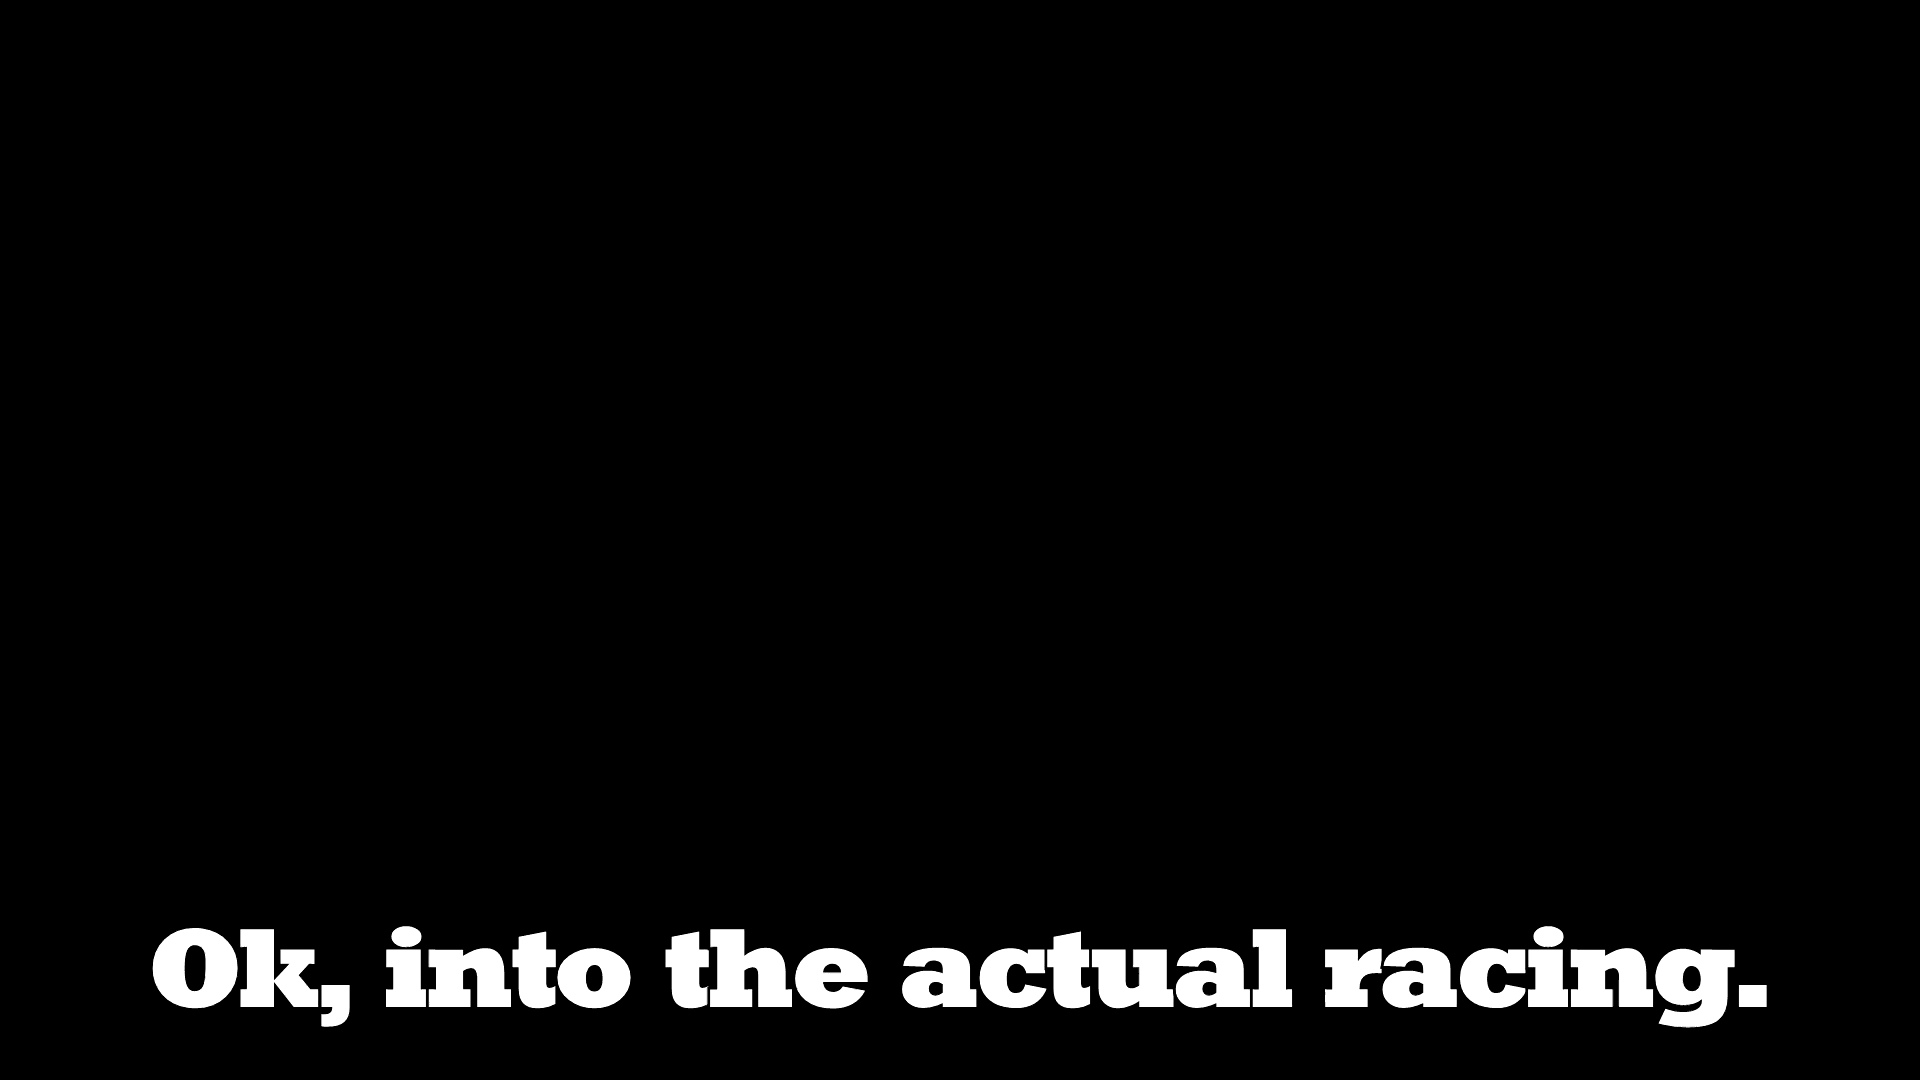 Ok, into the actual racing.